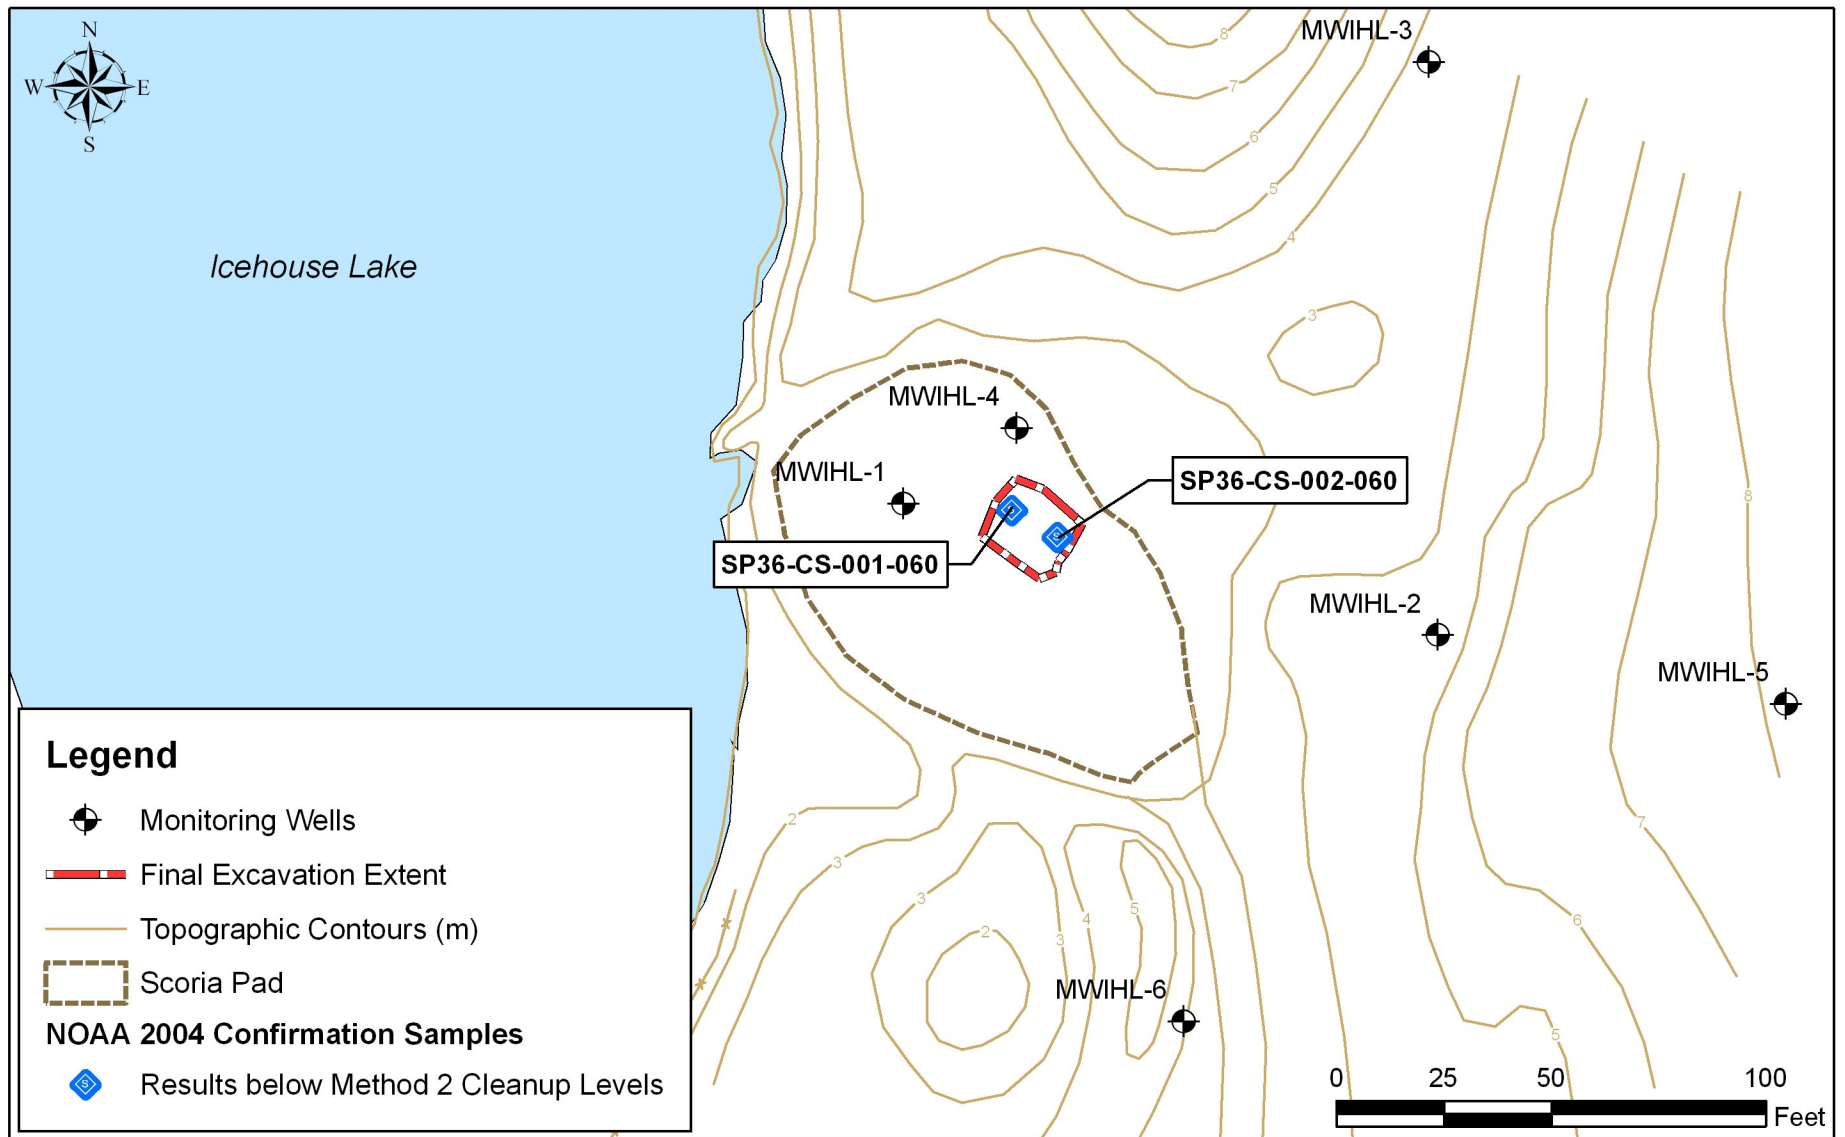 N
W E
S
Icehouse Lake
MWIHL-3
8
7
6
5
4
3
MWIHL-4
MWIHL-1
SP36-CS-002-060
SP36-CS-001-060
8
MWIHL-2
MWIHL-5
2
3
7
3
4
5
6
2
3
MWIHL-6
5
Legend
Monitoring Wells
Final Excavation Extent
Topographic Contours (m)
Scoria Pad
NOAA 2004 Confirmation Samples
S Results below Method 2 Cleanup Levels
0 25 50 100
Feet